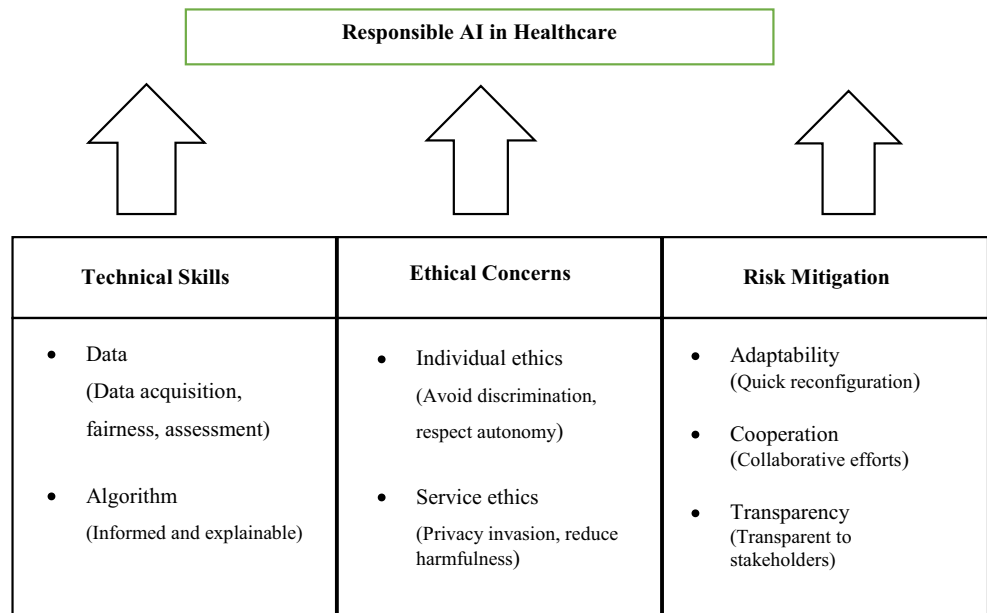 Responsible AI in Healthcare
Technical Skills
Ethical Concerns
Risk Mitigation
• Data
(Data acquisition,
fairness, assessment)
• Algorithm
(Informed and explainable)
• Individual ethics
(Avoid discrimination,
respect autonomy)
• Service ethics
(Privacy invasion, reduce
harmfulness)
• Adaptability
(Quick reconfiguration)
• Cooperation
(Collaborative efforts)
• Transparency
(Transparent to
stakeholders)